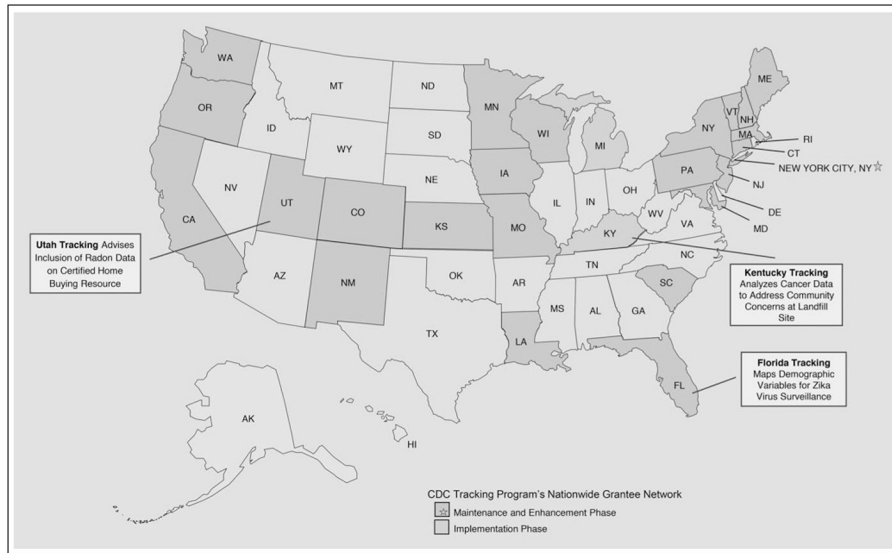 WA
OR
CA
ID
NV
MT
WY
UT
AZ
CO
NM
ND
SD
NE
KS
OK
TX
MN
IA
MO
AR
LA
WI
IL
MI
IN
OH
KY
TN
MS
AL
GA
FL
SC
NC
VA
WV
PA
NY
VT
NH
ME
MA
RI
CT
NEW YORK CITY, NY☆
NJ
DE
MD
AK
HI
Utah Tracking Advises
Inclusion of Radon Data
on Certified Home
Buying Resource
Kentucky Tracking
Analyzes Cancer Data
to Address Community
Concerns at Landfill
Site
Florida Tracking
Maps Demographic
Variables for Zika
Virus Surveillance
CDC Tracking Program's Nationwide Grantee Network
☆ Maintenance and Enhancement Phase
Implementation Phase